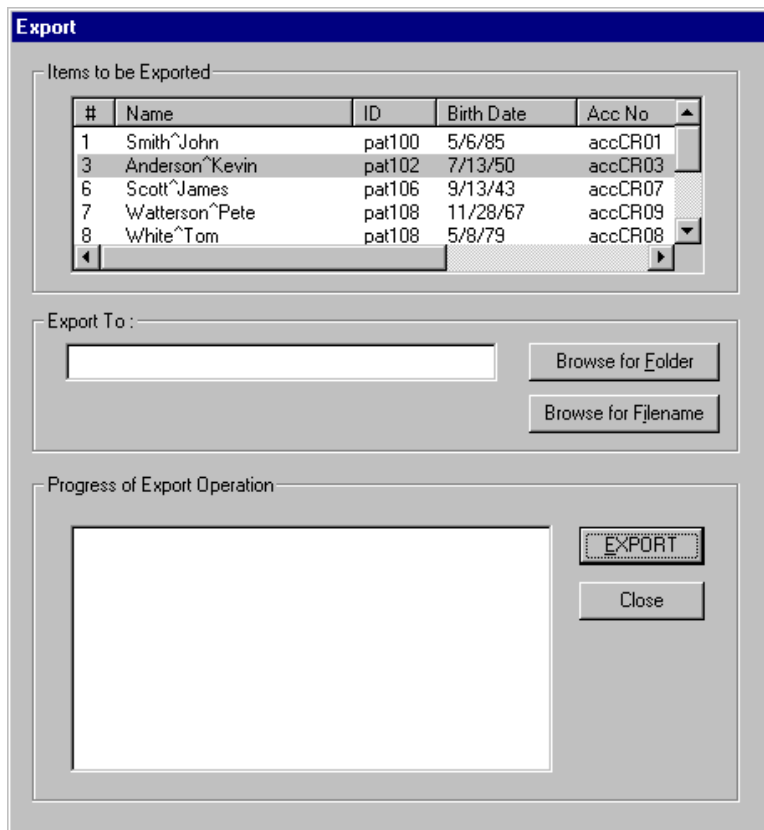 Export
Items to be Exported
# Name ID Birth Date Acc No
1 Smith^John pat100 5/6/85 accCR01
3 Anderson^Kevin pat102 7/13/50 accCR03
6 Scott^James pat106 9/13/43 accCR07
7 Watterson^Pete pat108 11/28/67 accCR09
8 White^Tom pat108 5/8/79 accCR08
Export To :
Browse for Folder
Browse for Filename
Progress of Export Operation
EXPORT
Close